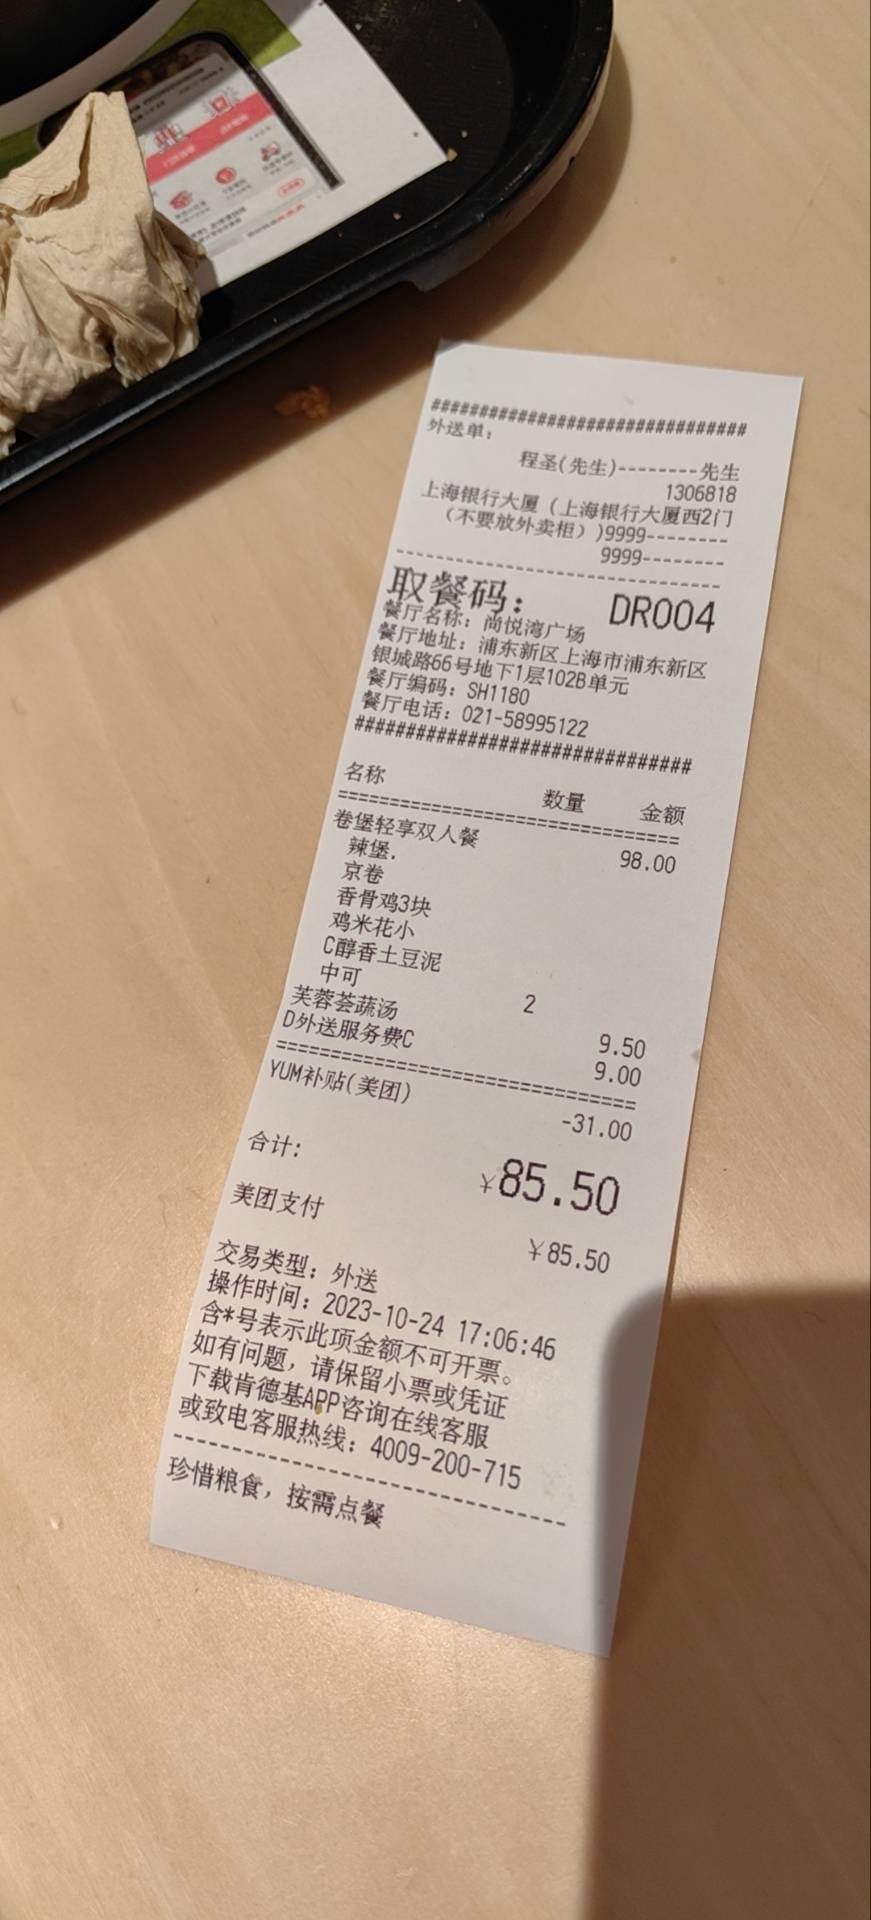 ##############################
外送单：
程圣(先生)--------先生
1306818
上海银行大厦（上海银行大厦西2门
（不要放外卖柜）)9999--------
9999--------
--------------------------------
取餐码： DR004
餐厅名称：尚悦湾广场
餐厅地址：浦东新区上海市浦东新区
银城路66号地下1层102B单元
餐厅编码：SH1180
餐厅电话：021-58995122
##############################
名称 数量 金额
==============================
卷堡轻享双人餐 98.00
辣堡.
京卷
香骨鸡3块
鸡米花小
C醇香土豆泥
中可 2
芙蓉荟蔬汤 9.50
D外送服务费C 9.00
==============================
YUM补贴(美团) -31.00
合计： ¥85.50
美团支付 ¥85.50
交易类型：外送
操作时间：2023-10-24 17:06:46
含*号表示此项金额不可开票。
如有问题，请保留小票或凭证
下载肯德基APP咨询在线客服
或致电客服热线：4009-200-715
--------------------------------
珍惜粮食，按需点餐